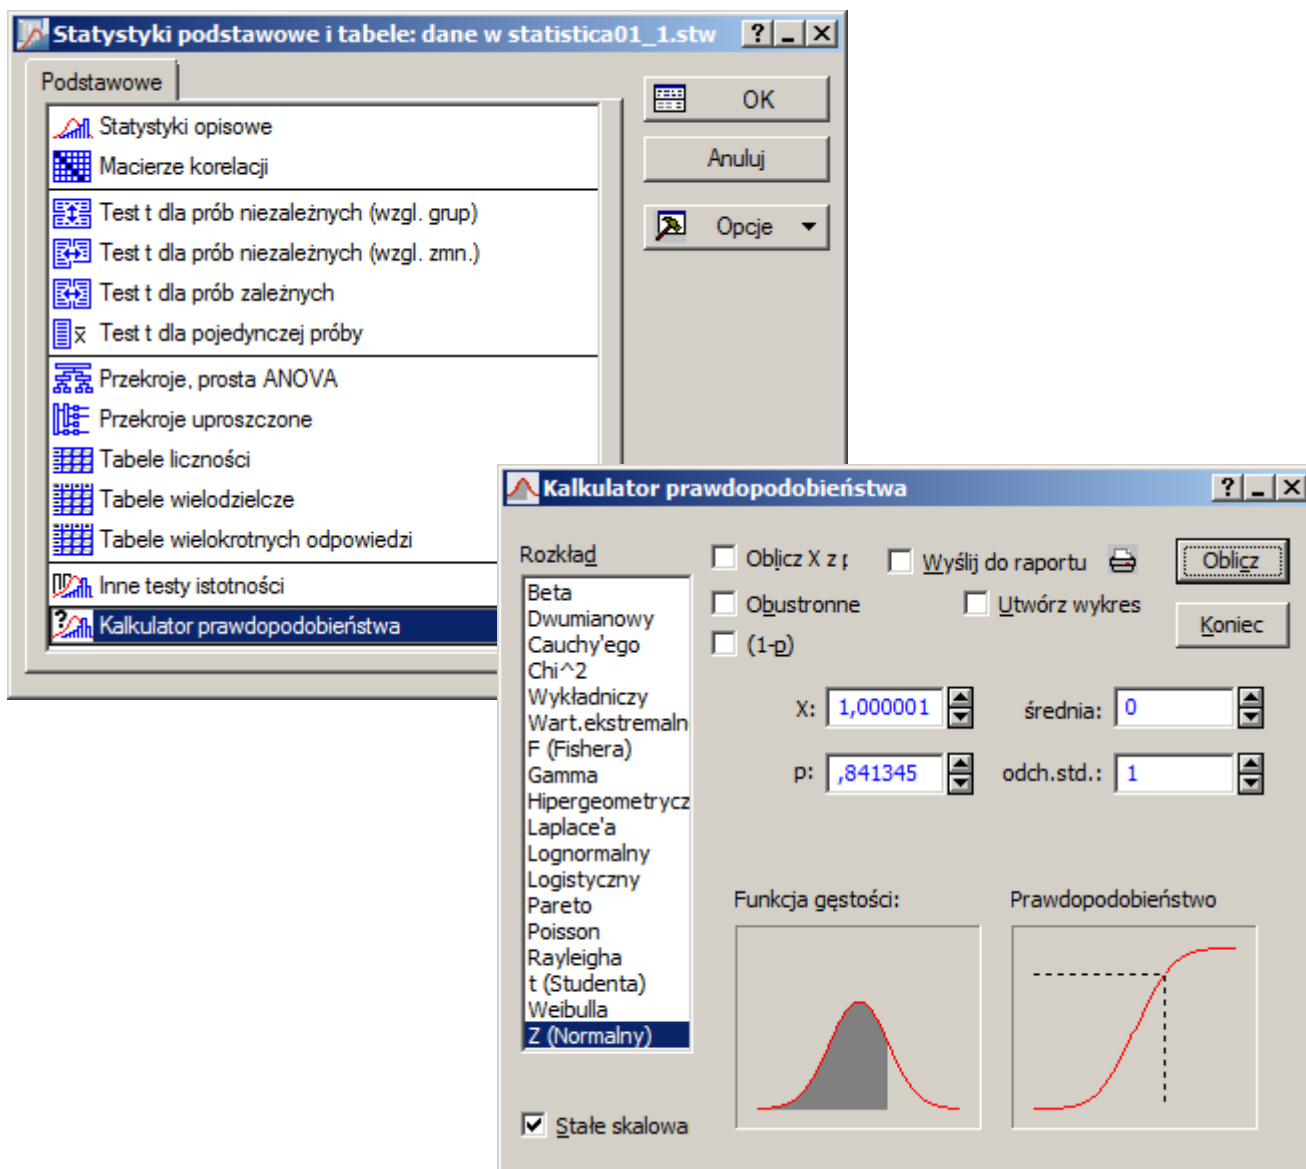 Statystyki podstawowe i tabele: dane w statistica01_1.stw
Podstawowe
OK
Anuluj
Opcje
Statystyki opisowe
Macierze korelacji
Test t dla prób niezależnych (wzgl. grup)
Test t dla prób niezależnych (wzgl. zmn.)
Test t dla prób zależnych
Test t dla pojedynczej próby
Przekroje, prosta ANOVA
Przekroje uproszczone
Tabele liczności
Tabele wielodzielcze
Tabele wielokrotnych odpowiedzi
Inne testy istotności
Kalkulator prawdopodobieństwa
Kalkulator prawdopodobieństwa
Rozkład
Beta
Dwumianowy
Cauchy'ego
Chi^2
Wykładniczy
Wart.ekstremaln
F (Fishera)
Gamma
Hipergeometrycz
Laplace'a
Lognormalny
Logistyczny
Pareto
Poisson
Rayleigha
t (Studenta)
Weibulla
Z (Normalny)
Stałe skalowa
Oblicz X z p
Wyślij do raportu
Oblicz
Obustronne
Utwórz wykres
Koniec
(1-p)
X: 1,000001
średnia: 0
p: ,841345
odch.std.: 1
Funkcja gęstości:
Prawdopodobieństwo